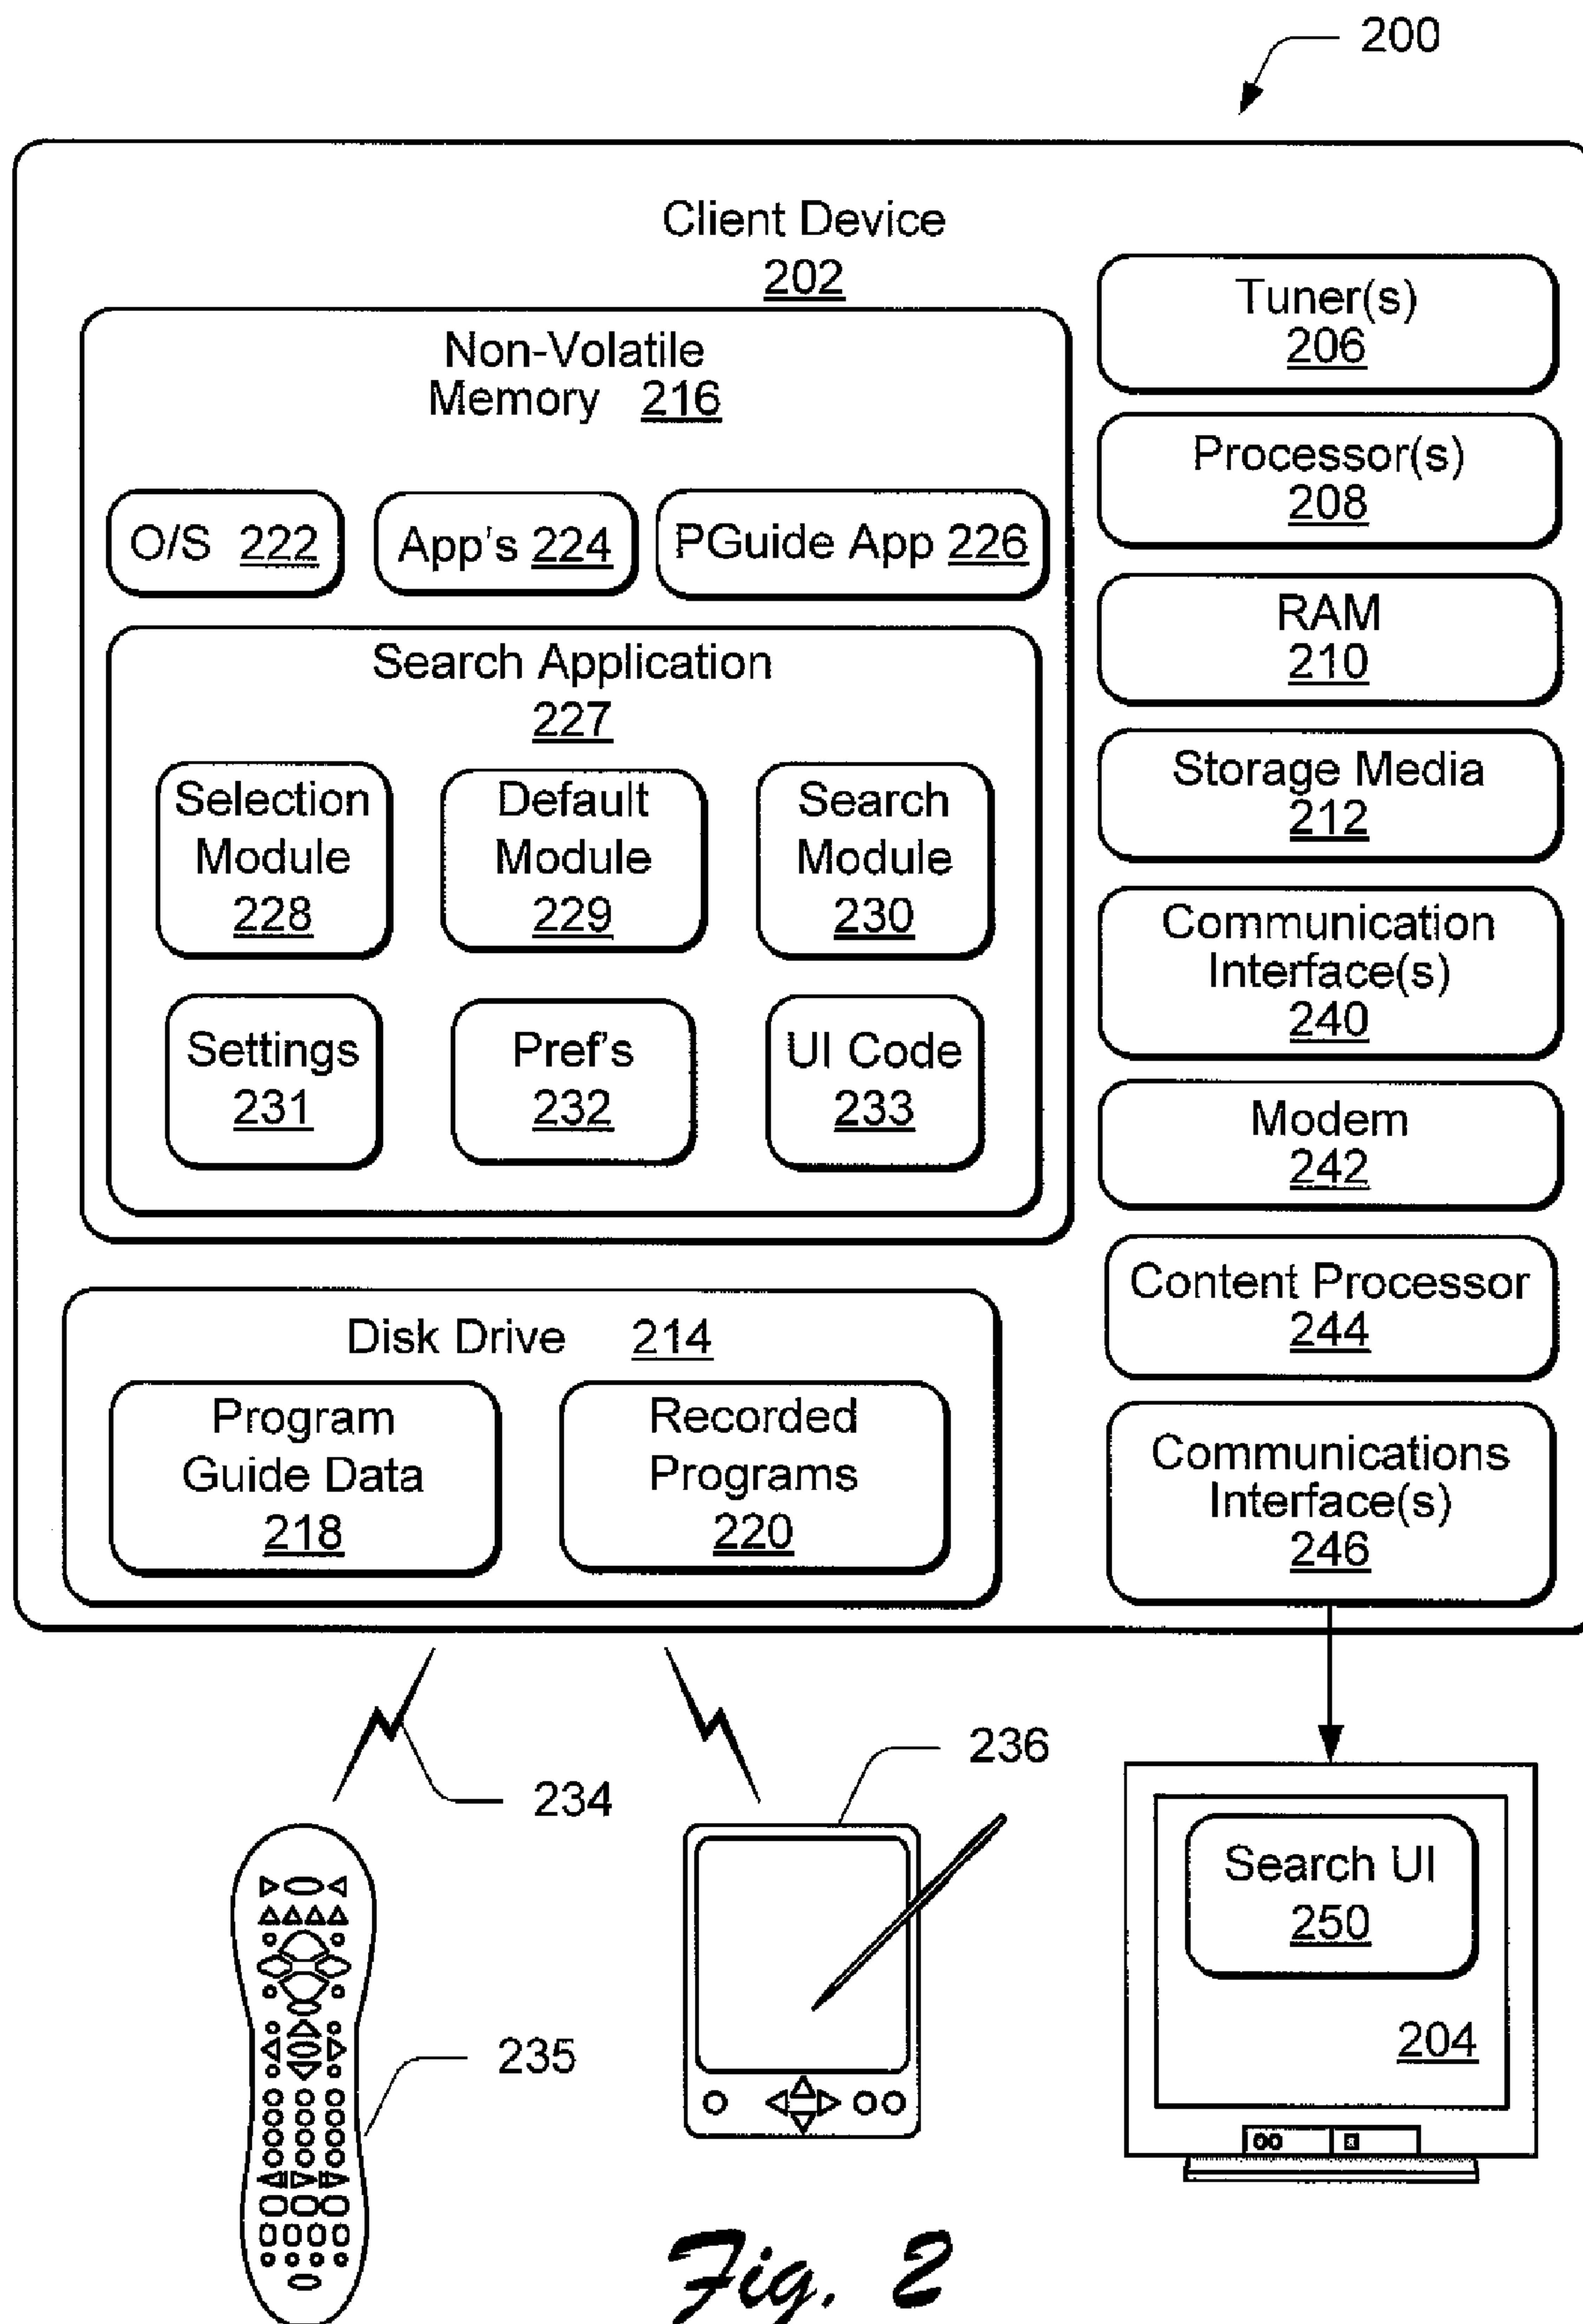 200
Client Device
202
Non-Volatile
Memory 216
O/S 222
App's 224
PGuide App 226
Search Application
227
Selection
Module
228
Default
Module
229
Search
Module
230
Settings
231
Pref's
232
UI Code
233
Disk Drive 214
Program
Guide Data
218
Recorded
Programs
220
Tuner(s)
206
Processor(s)
208
RAM
210
Storage Media
212
Communication
Interface(s)
240
Modem
242
Content Processor
244
Communications
Interface(s)
246
234
236
235
Search UI
250
204
Fig. 2